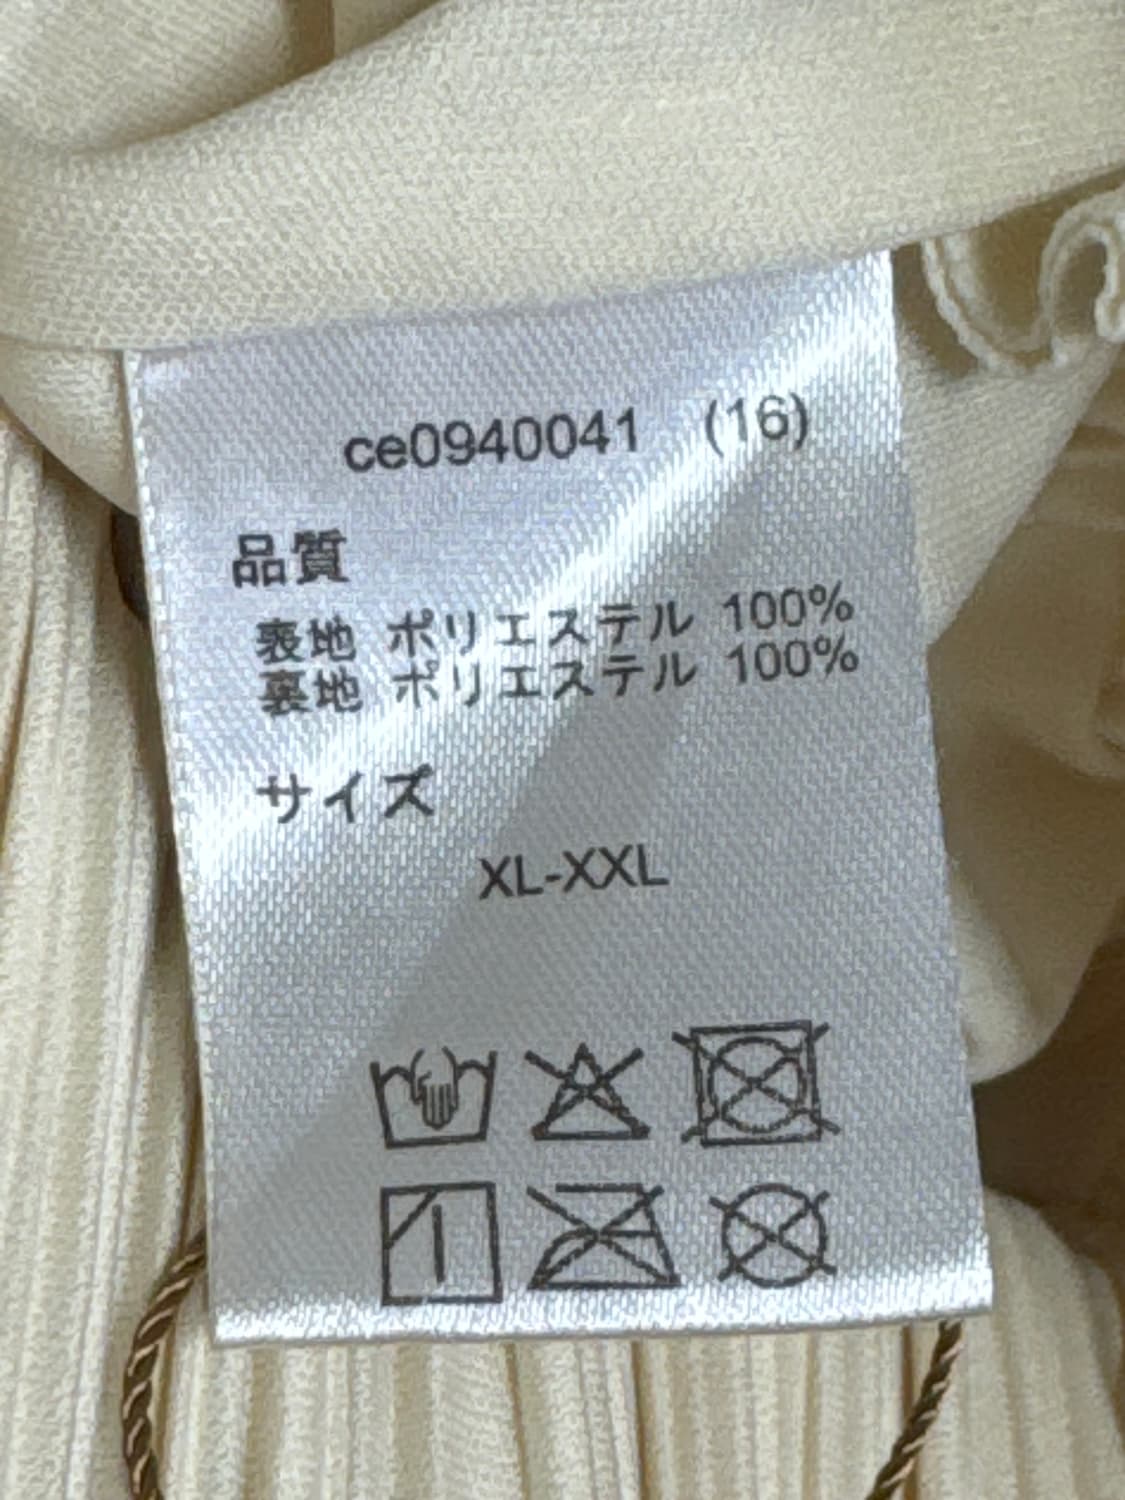 ce0940041 (16)
品質
表地 ポリエステル 100%
裏地 ポリエステル 100%
サイズ
XL-XXL